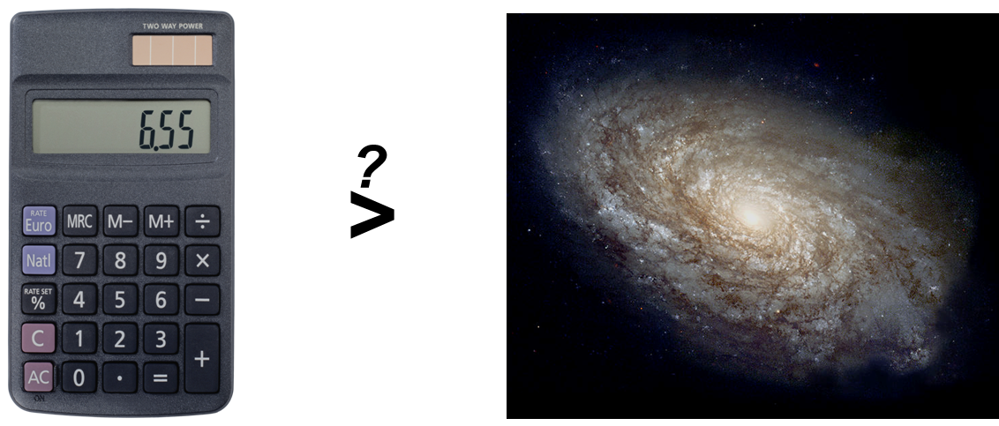 TWO WAY POWER
6.55
?
>
RATE
Euro MRC M− M+ ÷
Natl 7 8 9 ×
RATE SET
% 4 5 6 −
C 1 2 3
+
AC 0 · =
ON